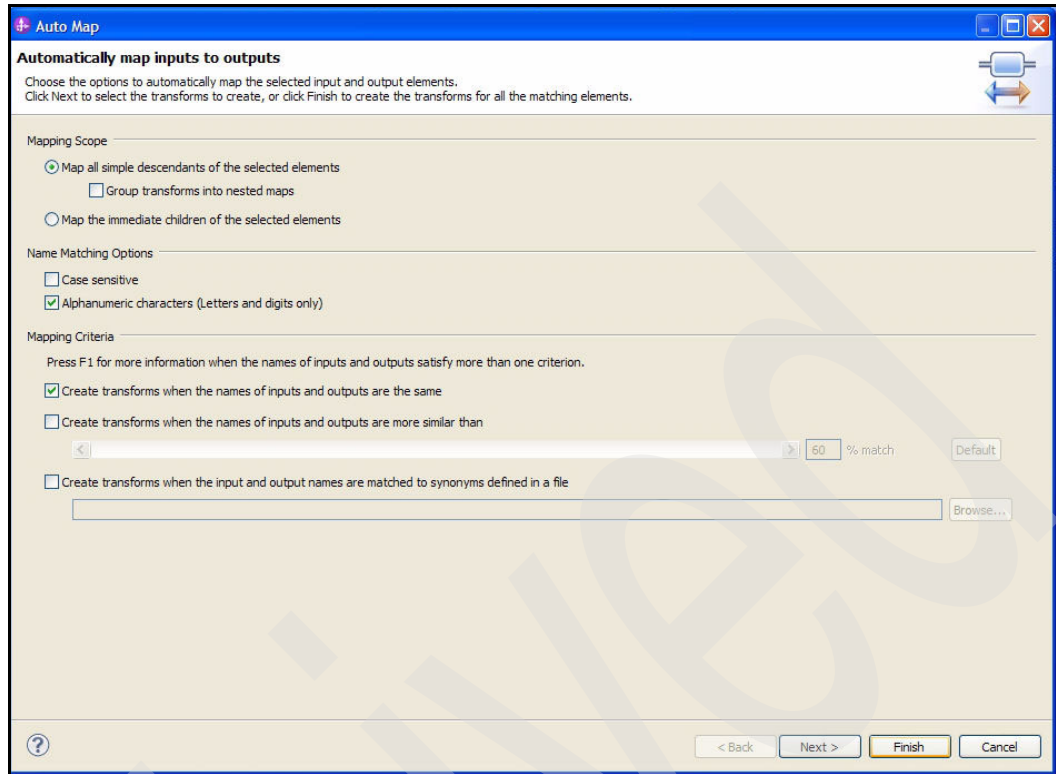 Auto Map
Automatically map inputs to outputs
Choose the options to automatically map the selected input and output elements.
Click Next to select the transforms to create, or click Finish to create the transforms for all the matching elements.
Mapping Scope
Map all simple descendants of the selected elements
Group transforms into nested maps
Map the immediate children of the selected elements
Name Matching Options
Case sensitive
Alphanumeric characters (Letters and digits only)
Mapping Criteria
Press F1 for more information when the names of inputs and outputs satisfy more than one criterion.
Create transforms when the names of inputs and outputs are the same
Create transforms when the names of inputs and outputs are more similar than
60 % match Default
Create transforms when the input and output names are matched to synonyms defined in a file
Browse...
? < Back Next > Finish Cancel